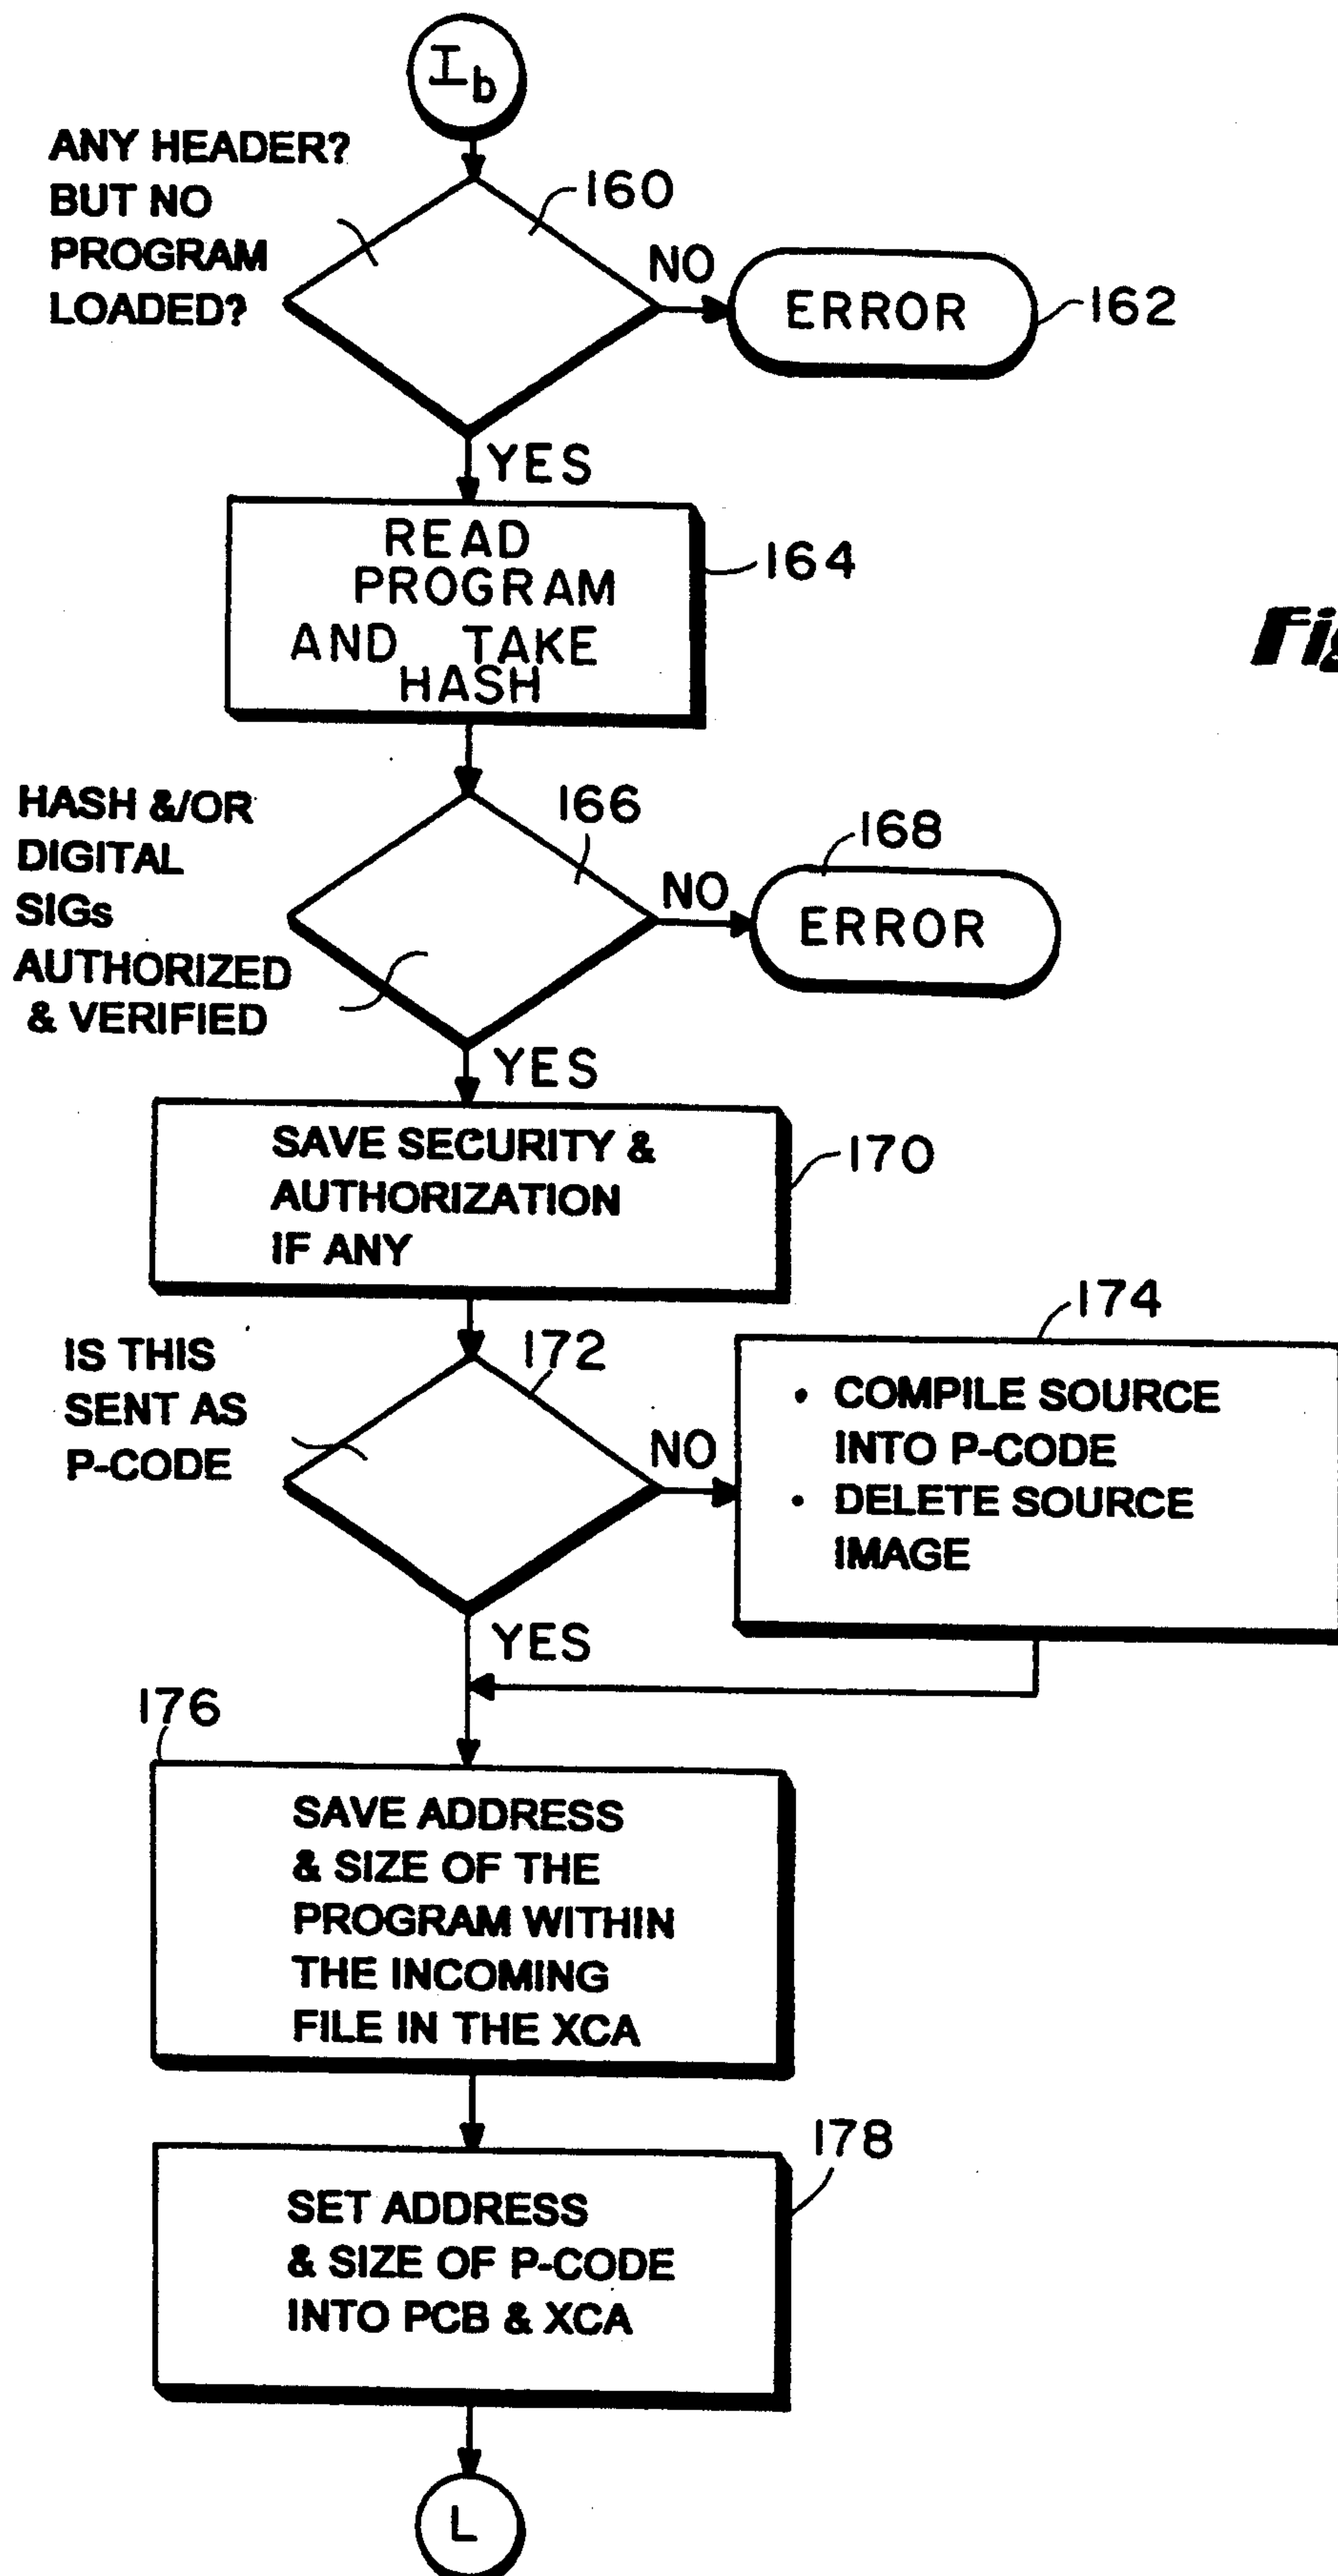 Ib
ANY HEADER?
BUT NO
PROGRAM
LOADED?
160
NO
ERROR
162
YES
READ
PROGRAM
AND TAKE
HASH
164
HASH &/OR
DIGITAL
SIGs
AUTHORIZED
& VERIFIED
166
NO
168
ERROR
YES
SAVE SECURITY &
AUTHORIZATION
IF ANY
170
IS THIS
SENT AS
P-CODE
172
NO
174
• COMPILE SOURCE
INTO P-CODE
• DELETE SOURCE
IMAGE
YES
176
SAVE ADDRESS
& SIZE OF THE
PROGRAM WITHIN
THE INCOMING
FILE IN THE XCA
178
SET ADDRESS
& SIZE OF P-CODE
INTO PCB & XCA
L